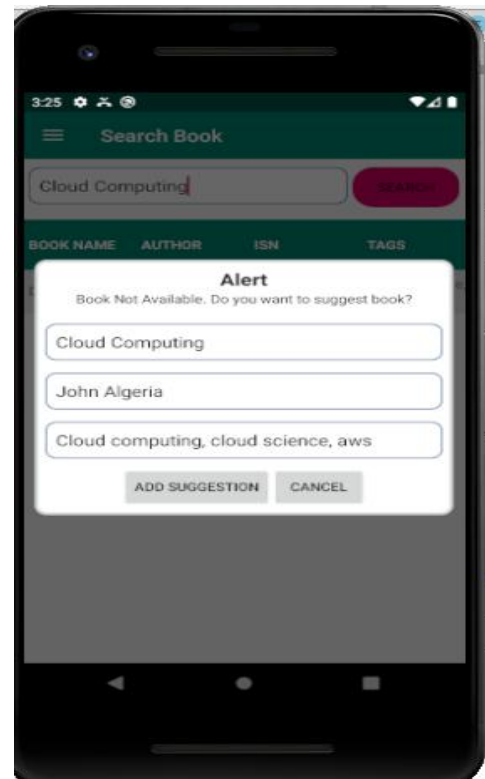 3:25
Search Book
Cloud Computing
SEARCH
BOOK NAME AUTHOR ISN TAGS
Alert
Book Not Available. Do you want to suggest book?
Cloud Computing
John Algeria
Cloud computing, cloud science, aws
ADD SUGGESTION CANCEL